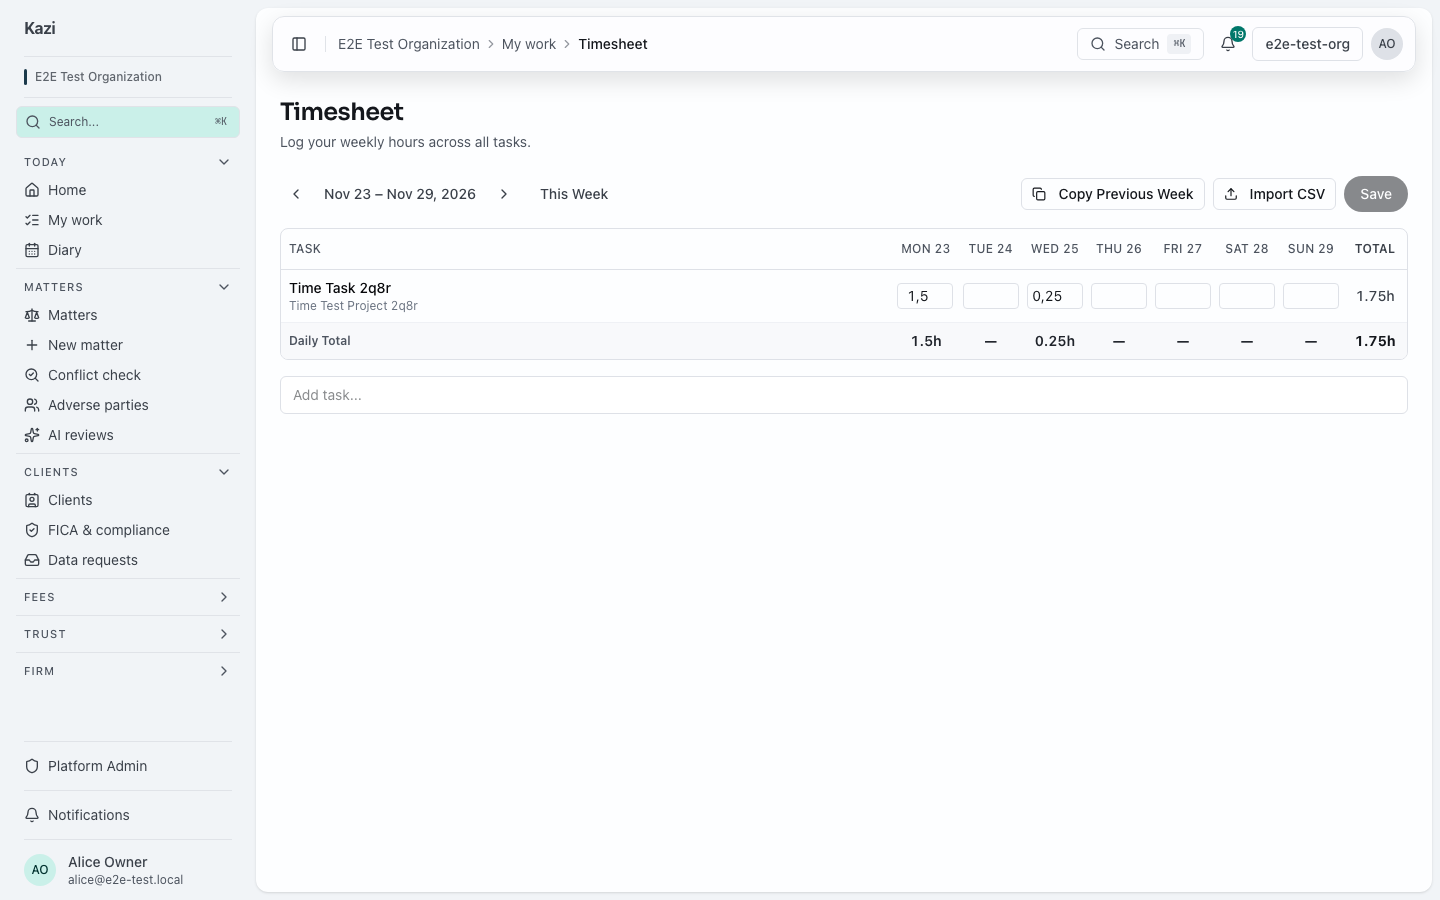 Kazi
E2E Test Organization
Search... ⌘K
TODAY
Home
My work
Diary
MATTERS
Matters
New matter
Conflict check
Adverse parties
AI reviews
CLIENTS
Clients
FICA & compliance
Data requests
FEES
TRUST
FIRM
Platform Admin
Notifications
AO Alice Owner
alice@e2e-test.local
E2E Test Organization > My work > Timesheet
Search ⌘K 19 e2e-test-org AO
Timesheet
Log your weekly hours across all tasks.
Nov 23 – Nov 29, 2026 This Week Copy Previous Week Import CSV Save
TASK MON 23 TUE 24 WED 25 THU 26 FRI 27 SAT 28 SUN 29 TOTAL
Time Task 2q8r
Time Test Project 2q8r
1,5 0,25 1.75h
Daily Total 1.5h — 0.25h — — — — 1.75h
Add task...